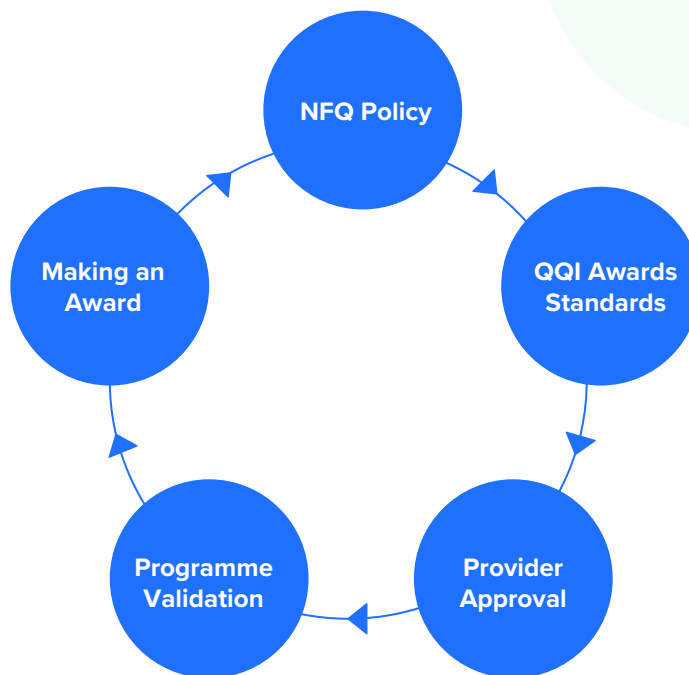 NFQ Policy
QQI Awards
Standards
Provider
Approval
Programme
Validation
Making an
Award